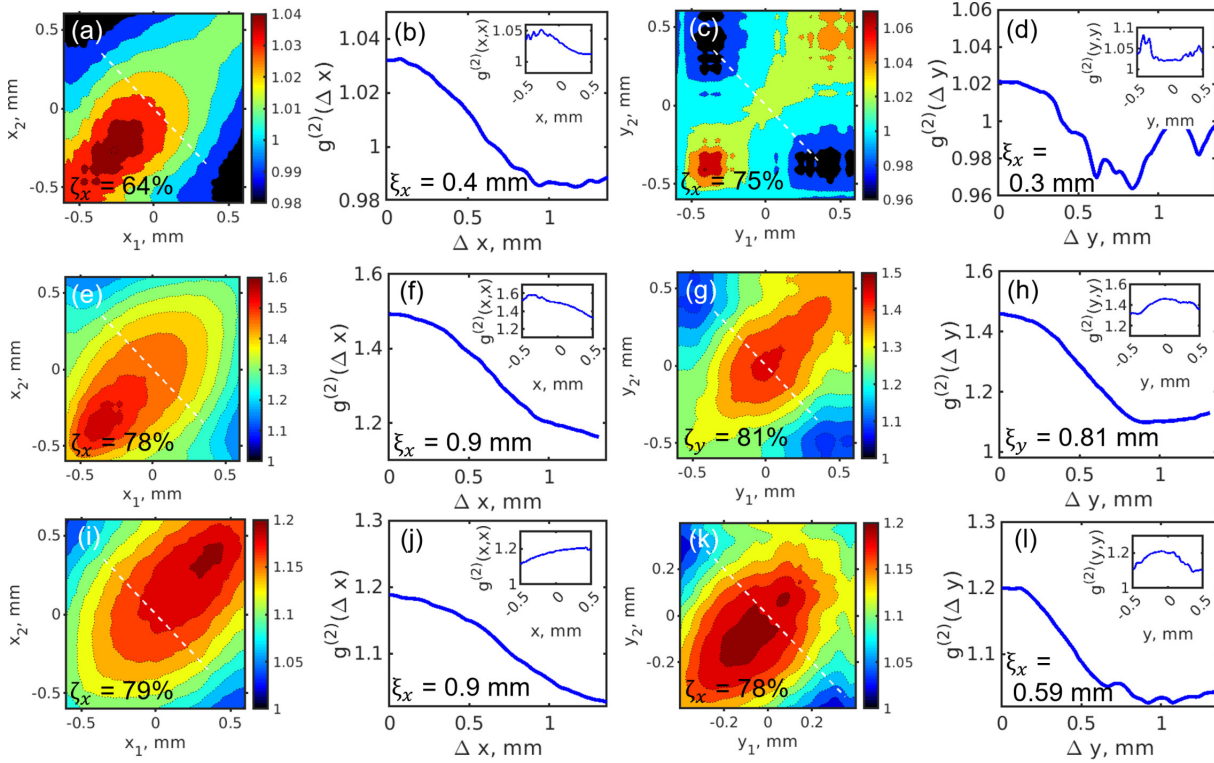 (a)
x2, mm
0.5
0
-0.5
-0.5 0 0.5
x1, mm
ζx = 64%
1.04
1.03
1.02
1.01
1
0.99
0.98
(b)
g(2)(Δ x)
1.04
1.02
1
0.98
0 0.5 1
Δ x, mm
ξx = 0.4 mm
g(2)(x,x)
1.05
1
-0.5 0 0.5
x, mm
(c)
y2, mm
0.5
0
-0.5
-0.5 0 0.5
y1, mm
ζx = 75%
1.06
1.04
1.02
1
0.98
0.96
(d)
g(2)(Δ y)
1.06
1.04
1.02
1
0.98
0.96
0 0.5 1
Δ y, mm
ξx =
0.3 mm
g(2)(y,y)
1.1
1.05
1
-0.5 0 0.5
y, mm
(e)
x2, mm
0.5
0
-0.5
-0.5 0 0.5
x1, mm
ζx = 78%
1.6
1.5
1.4
1.3
1.2
1.1
1
(f)
g(2)(Δ x)
1.6
1.4
1.2
1
0 0.5 1
Δ x, mm
ξx = 0.9 mm
g(2)(x,x)
1.6
1.4
1.2
1.1
-0.5 0 0.5
x, mm
(g)
y2, mm
0.5
0
-0.5
-0.5 0 0.5
y1, mm
ζy = 81%
1.5
1.4
1.3
1.2
1.1
1
(h)
g(2)(Δ y)
1.6
1.4
1.2
1
0 0.5 1
Δ y, mm
ξy = 0.81 mm
g(2)(y,y)
1.6
1.4
1.2
-0.5 0 0.5
y, mm
(i)
x2, mm
0.5
0
-0.5
-0.5 0 0.5
x1, mm
ζx = 79%
1.2
1.15
1.1
1.05
1
(j)
g(2)(Δ x)
1.3
1.2
1.1
0 0.5 1
Δ x, mm
ξx = 0.9 mm
g(2)(x,x)
1.2
1
-0.5 0 0.5
x, mm
(k)
y2, mm
0.2
0
-0.2
-0.2 0 0.2
y1, mm
ζx = 78%
1.2
1.15
1.1
1.05
1
(l)
g(2)(Δ y)
1.3
1.2
1.1
0 0.5 1
Δ y, mm
ξx =
0.59 mm
g(2)(y,y)
1.2
1
-0.5 0 0.5
y, mm